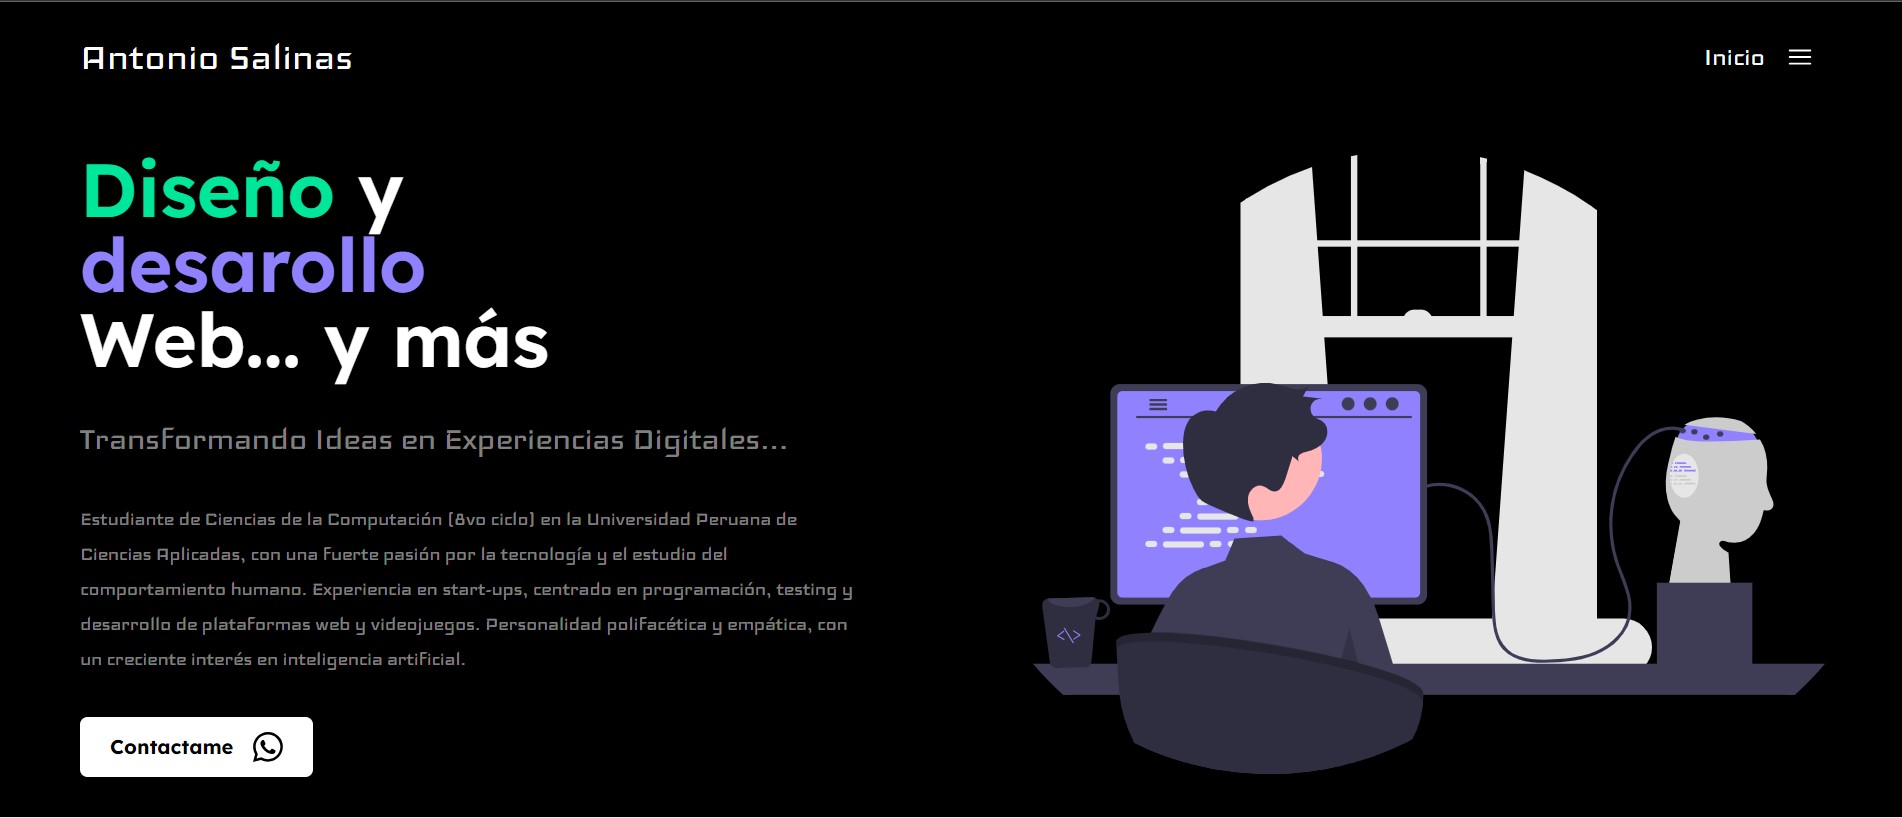 Antonio Salinas
Inicio
Diseño y
desarollo
Web... y más
Transformando Ideas en Experiencias Digitales...
Estudiante de Ciencias de la Computación (8vo ciclo) en la Universidad Peruana de
Ciencias Aplicadas, con una fuerte pasión por la tecnología y el estudio del
comportamiento humano. Experiencia en start-ups, centrado en programación, testing y
desarrollo de plataformas web y videojuegos. Personalidad polifacética y empática, con
un creciente interés en inteligencia artificial.
Contactame
<\>